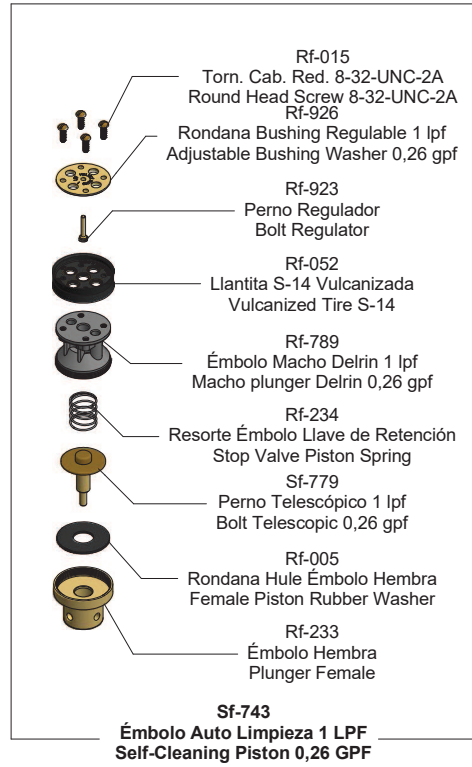 Rf-015
Torn. Cab. Red. 8-32-UNC-2A
Round Head Screw 8-32-UNC-2A
Rf-926
Rondana Bushing Regulable 1 lpf
Adjustable Bushing Washer 0,26 gpf
Rf-923
Perno Regulador
Bolt Regulator
Rf-052
Llantita S-14 Vulcanizada
Vulcanized Tire S-14
Rf-789
Émbolo Macho Delrin 1 lpf
Macho plunger Delrin 0,26 gpf
Rf-234
Resorte Émbolo Llave de Retención
Stop Valve Piston Spring
Sf-779
Perno Telescópico 1 lpf
Bolt Telescopic 0,26 gpf
Rf-005
Rondana Hule Émbolo Hembra
Female Piston Rubber Washer
Rf-233
Émbolo Hembra
Plunger Female
Sf-743
Émbolo Auto Limpieza 1 LPF
Self-Cleaning Piston 0,26 GPF